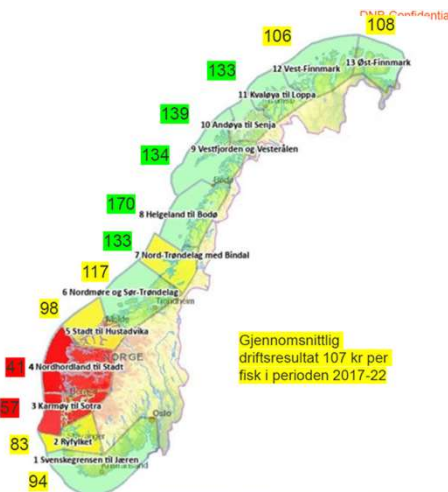 DNB Confidential
108
106
13 Øst-Finnmark
12 Vest-Finnmark
133
11 Kvaløya til Loppa
139
10 Andøya til Senja
134
9 Vestfjorden og Vesterålen
170
8 Helgeland til Bodø
133
7 Nord-Trøndelag med Bindal
117
6 Nordmøre og Sør-Trøndelag
98
5 Stadt til Hustadvika
NORGE
41
4 Nordhordland til Stadt
57
3 Karmøy til Sotra
Oslo
83
2 Ryfylket
1 Svenskegrensen til Jæren
94
Gjennomsnittlig
driftsresultat 107 kr per
fisk i perioden 2017-22